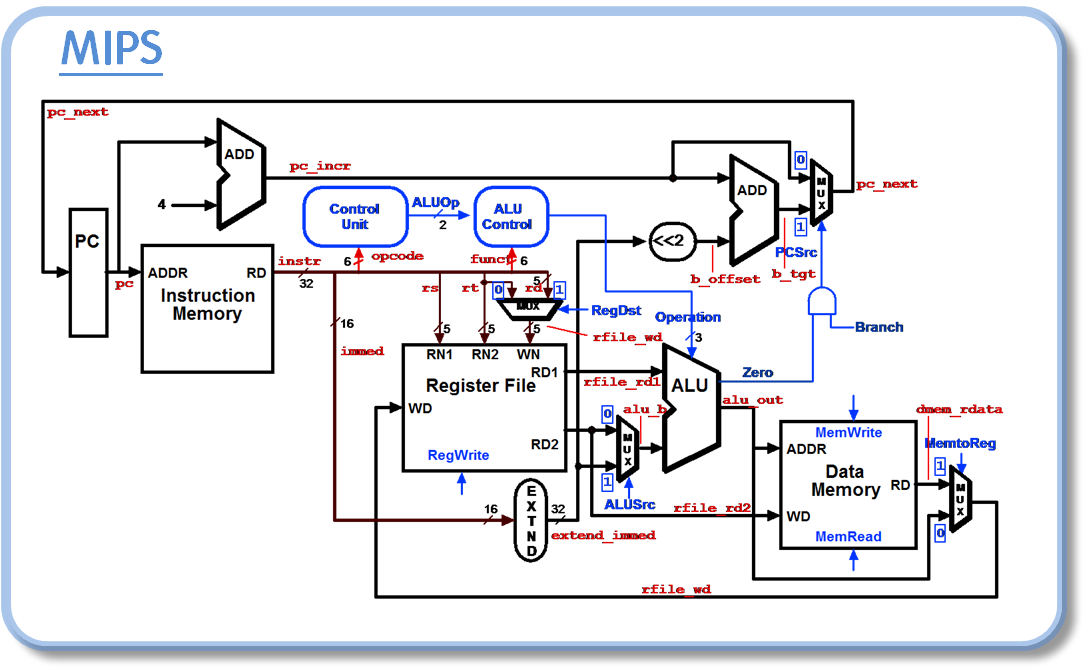 MIPS
pc_next
ADD
pc_incr
4
0
ADD
MUX
pc_next
1
PCSrc
b_tgt
b_offset
<<2
Control
Unit
ALUOp
2
ALU
Control
6
opcode
funct
6
PC
pc
ADDR
RD
Instruction
Memory
instr
32
rs
rt
0
rd
5
1
MUX
RegDst
Operation
3
Branch
16
immed
5
5
5
rfile_wd
RN1
RN2
WN
RD1
Register File
WD
RD2
RegWrite
rfile_rd1
ALU
Zero
alu_out
0
alu_b
MUX
1
ALUSrc
rfile_rd2
MemWrite
ADDR
Data
Memory
RD
WD
MemRead
dmem_rdata
MemtoReg
1
MUX
0
16
EXTND
32
extend_immed
rfile_wd